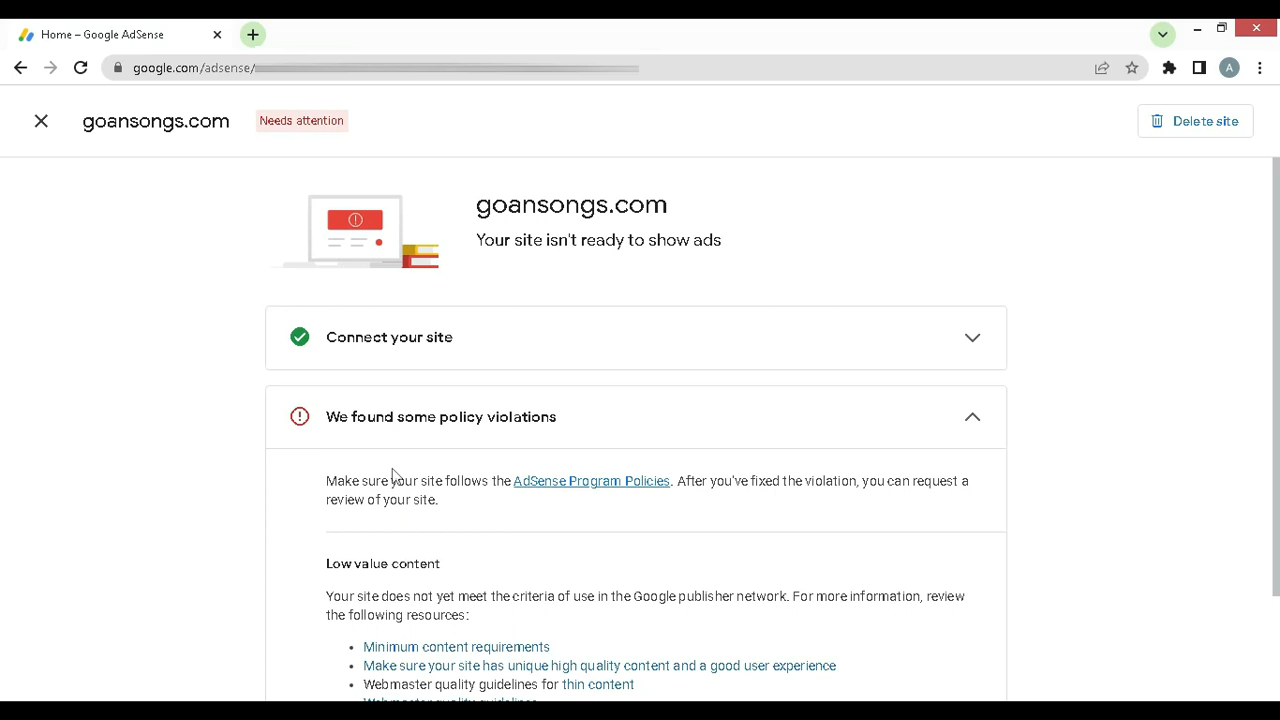 Home – Google AdSense
google.com/adsense/
A
goansongs.com
Needs attention
Delete site
goansongs.com
Your site isn't ready to show ads
Connect your site
We found some policy violations
Make sure your site follows the AdSense Program Policies. After you've fixed the violation, you can request a
review of your site.
Low value content
Your site does not yet meet the criteria of use in the Google publisher network. For more information, review
the following resources:
• Minimum content requirements
• Make sure your site has unique high quality content and a good user experience
• Webmaster quality guidelines for thin content